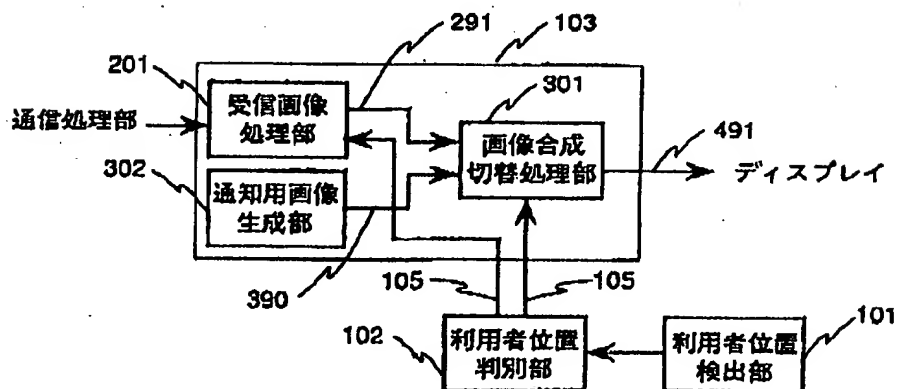 291
103
201
301
通信処理部
受信画像
処理部
画像合成
切替処理部
491
ディスプレイ
302
通知用画像
生成部
390
105
105
102
利用者位置
判別部
利用者位置
検出部
101